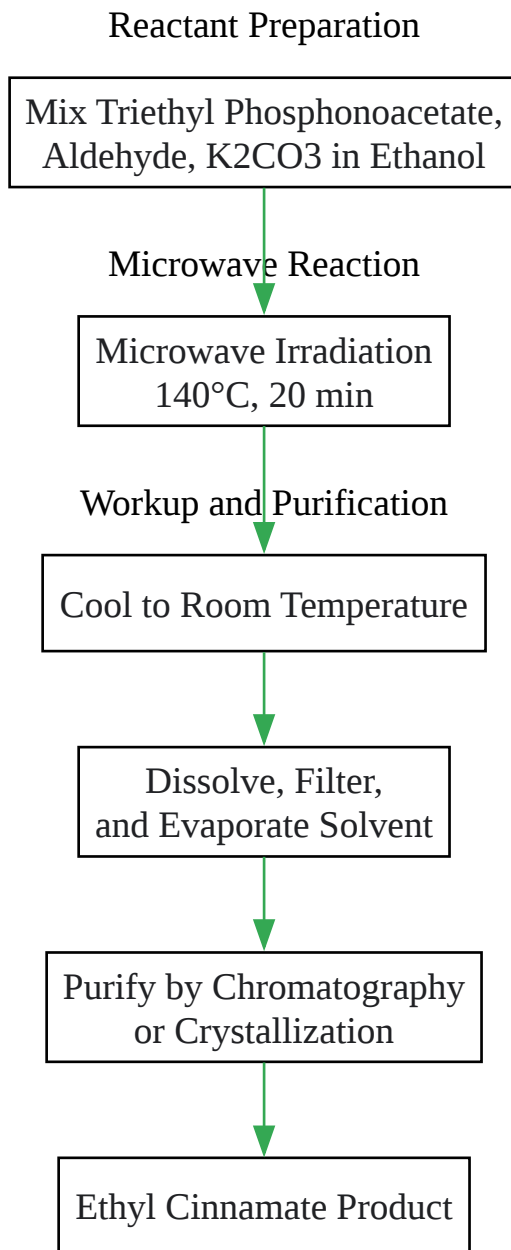 Reactant Preparation
Mix Triethyl Phosphonoacetate,
Aldehyde, K2CO3 in Ethanol
Microwave Reaction
Microwave Irradiation
140°C, 20 min
Workup and Purification
Cool to Room Temperature
Dissolve, Filter,
and Evaporate Solvent
Purify by Chromatography
or Crystallization
Ethyl Cinnamate Product